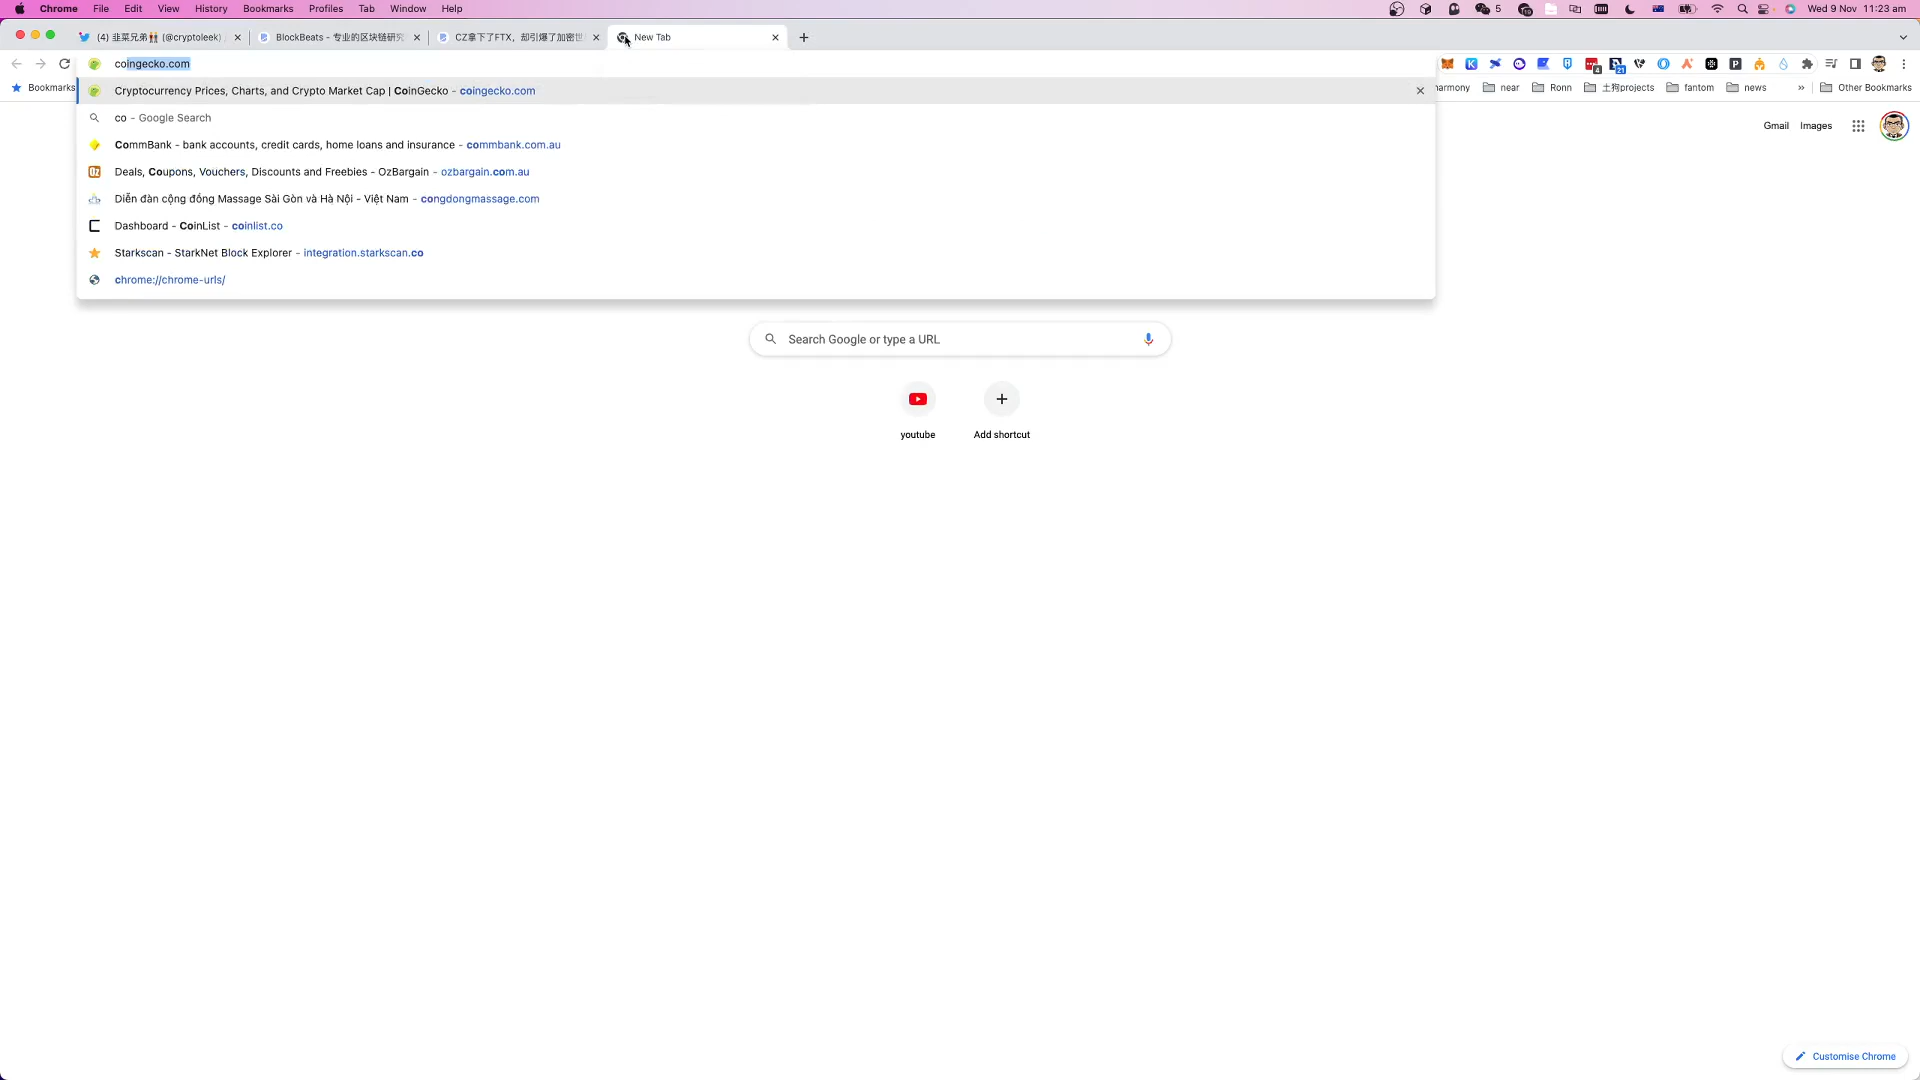 Chrome File Edit View History Bookmarks Profiles Tab Window Help 5 Wed 9 Nov 11:23 am
(4) 韭菜兄弟👬 (@cryptoleek) BlockBeats - 专业的区块链研究 CZ拿下了FTX，却引爆了加密世 New Tab
coingecko.com
Cryptocurrency Prices, Charts, and Crypto Market Cap | CoinGecko - coingecko.com
Bookmarks harmony near Ronn 土狗projects fantom news » Other Bookmarks
co - Google Search
Gmail Images
CommBank - bank accounts, credit cards, home loans and insurance - commbank.com.au
Deals, Coupons, Vouchers, Discounts and Freebies - OzBargain - ozbargain.com.au
Diễn đàn cộng đồng Massage Sài Gòn và Hà Nội - Việt Nam - congdongmassage.com
Dashboard - CoinList - coinlist.co
Starskan - StarkNet Block Explorer - integration.starkscan.co
chrome://chrome-urls/
Search Google or type a URL
youtube Add shortcut
Customise Chrome